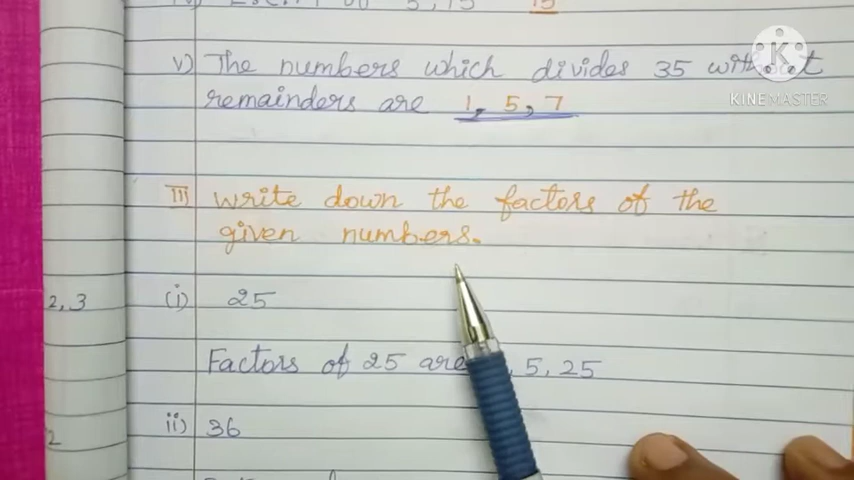 v) The numbers which divides 35 without
remainders are 1, 5, 7
III Write down the factors of the
given numbers.
2,3 (i) 25
Factors of 25 are , 5, 25
2 ii) 36
KINEMASTER